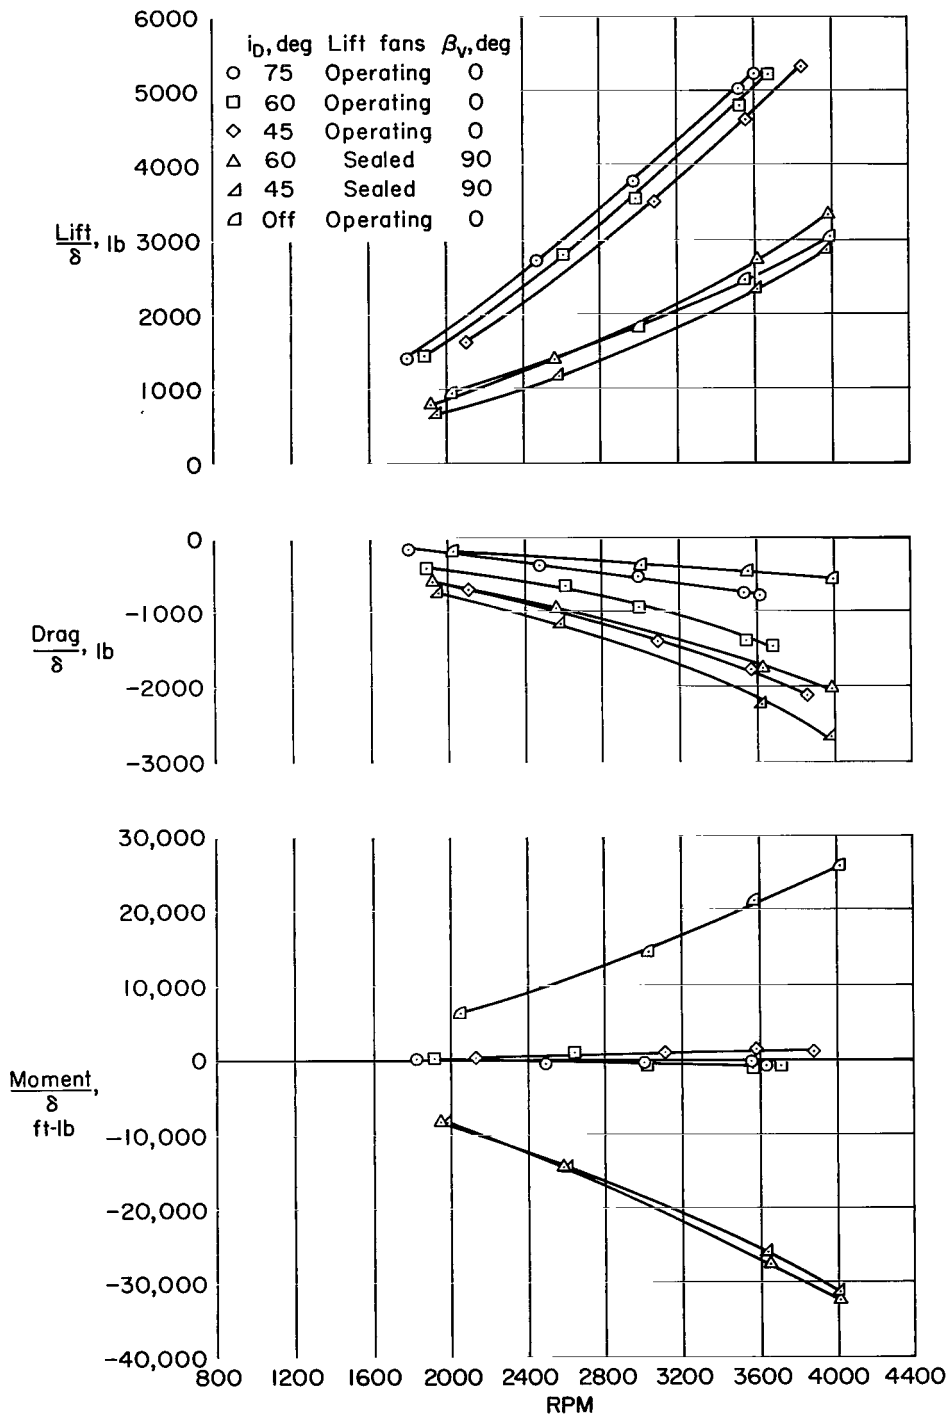 6000
5000
4000
3000
2000
1000
0
Lift/δ, lb
i_D, deg Lift fans β_V, deg
75 Operating 0
60 Operating 0
45 Operating 0
60 Sealed 90
45 Sealed 90
Off Operating 0
0
-1000
-2000
-3000
Drag/δ, lb
30,000
20,000
10,000
0
-10,000
-20,000
-30,000
-40,000
Moment/δ,
ft-lb
800 1200 1600 2000 2400 2800 3200 3600 4000 4400
RPM